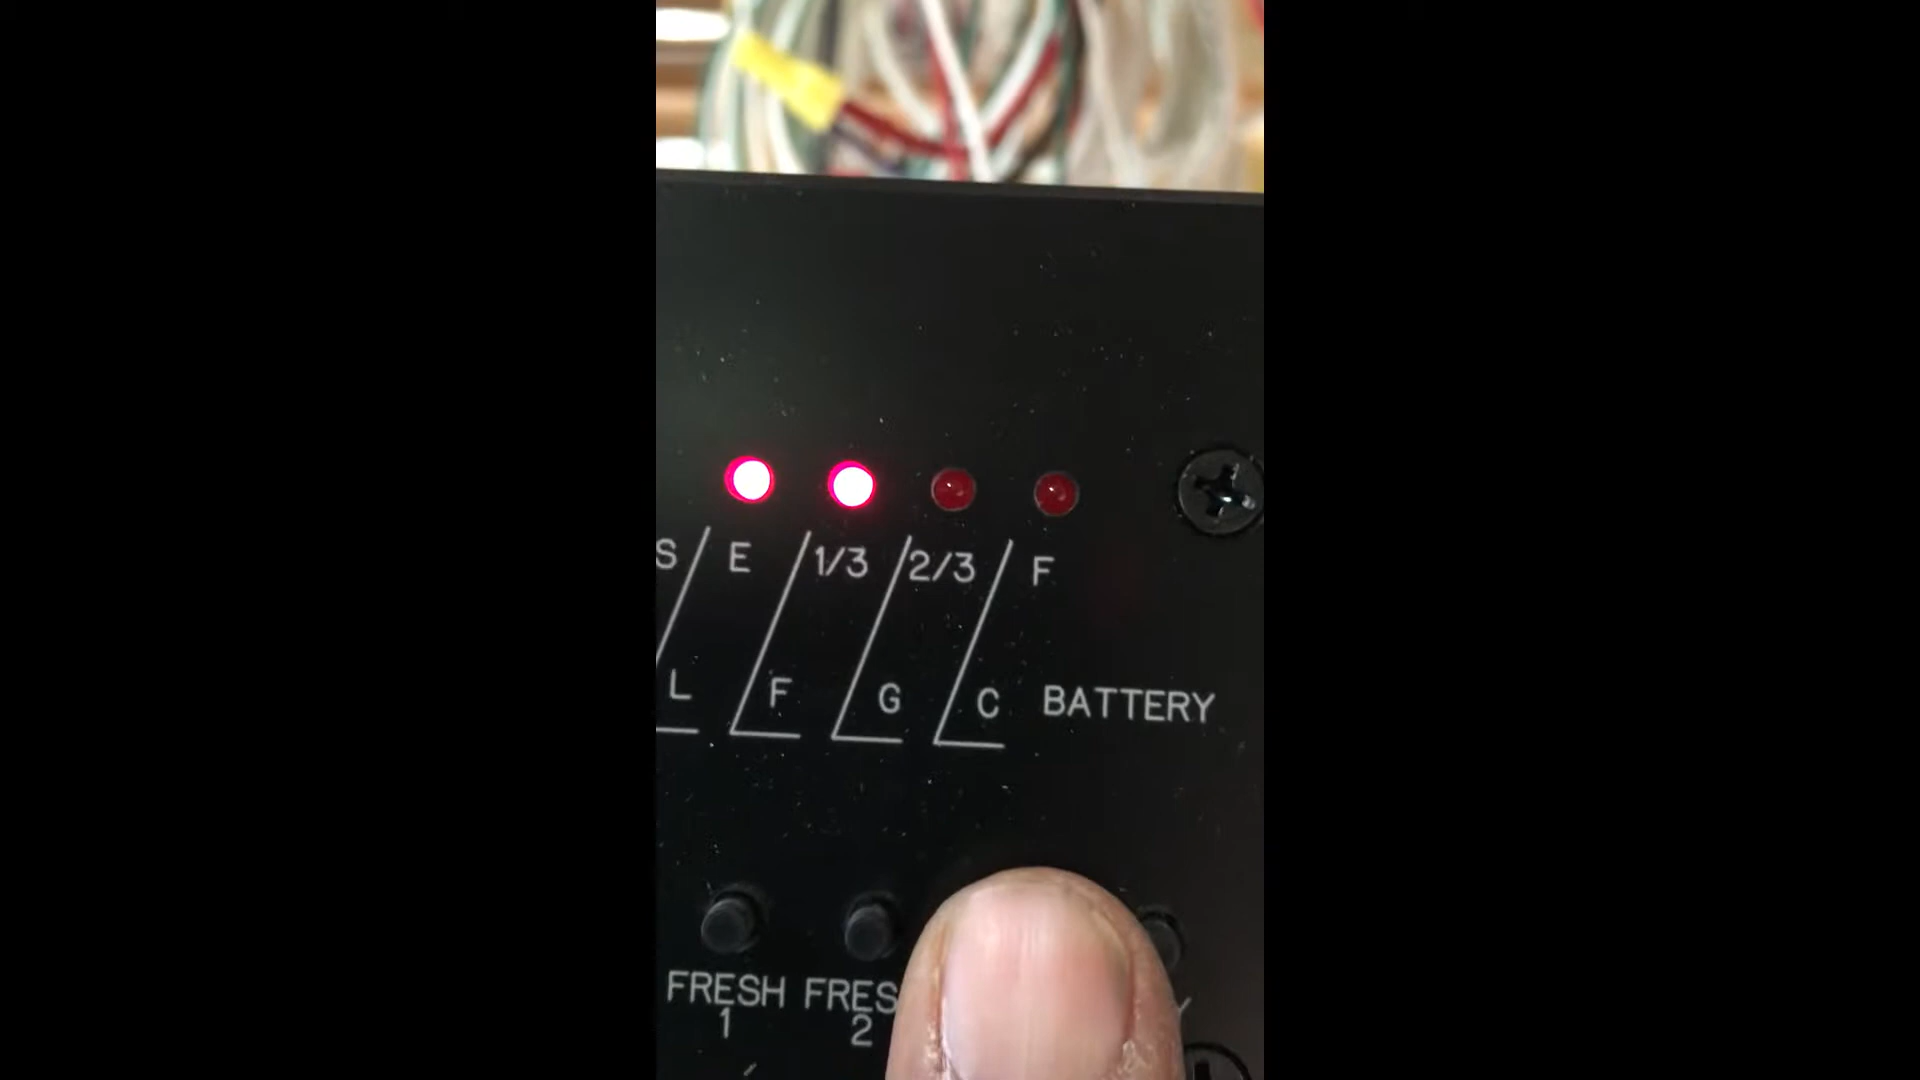 S E 1/3 2/3 F
L F G C BATTERY
FRESH FRES
1 2